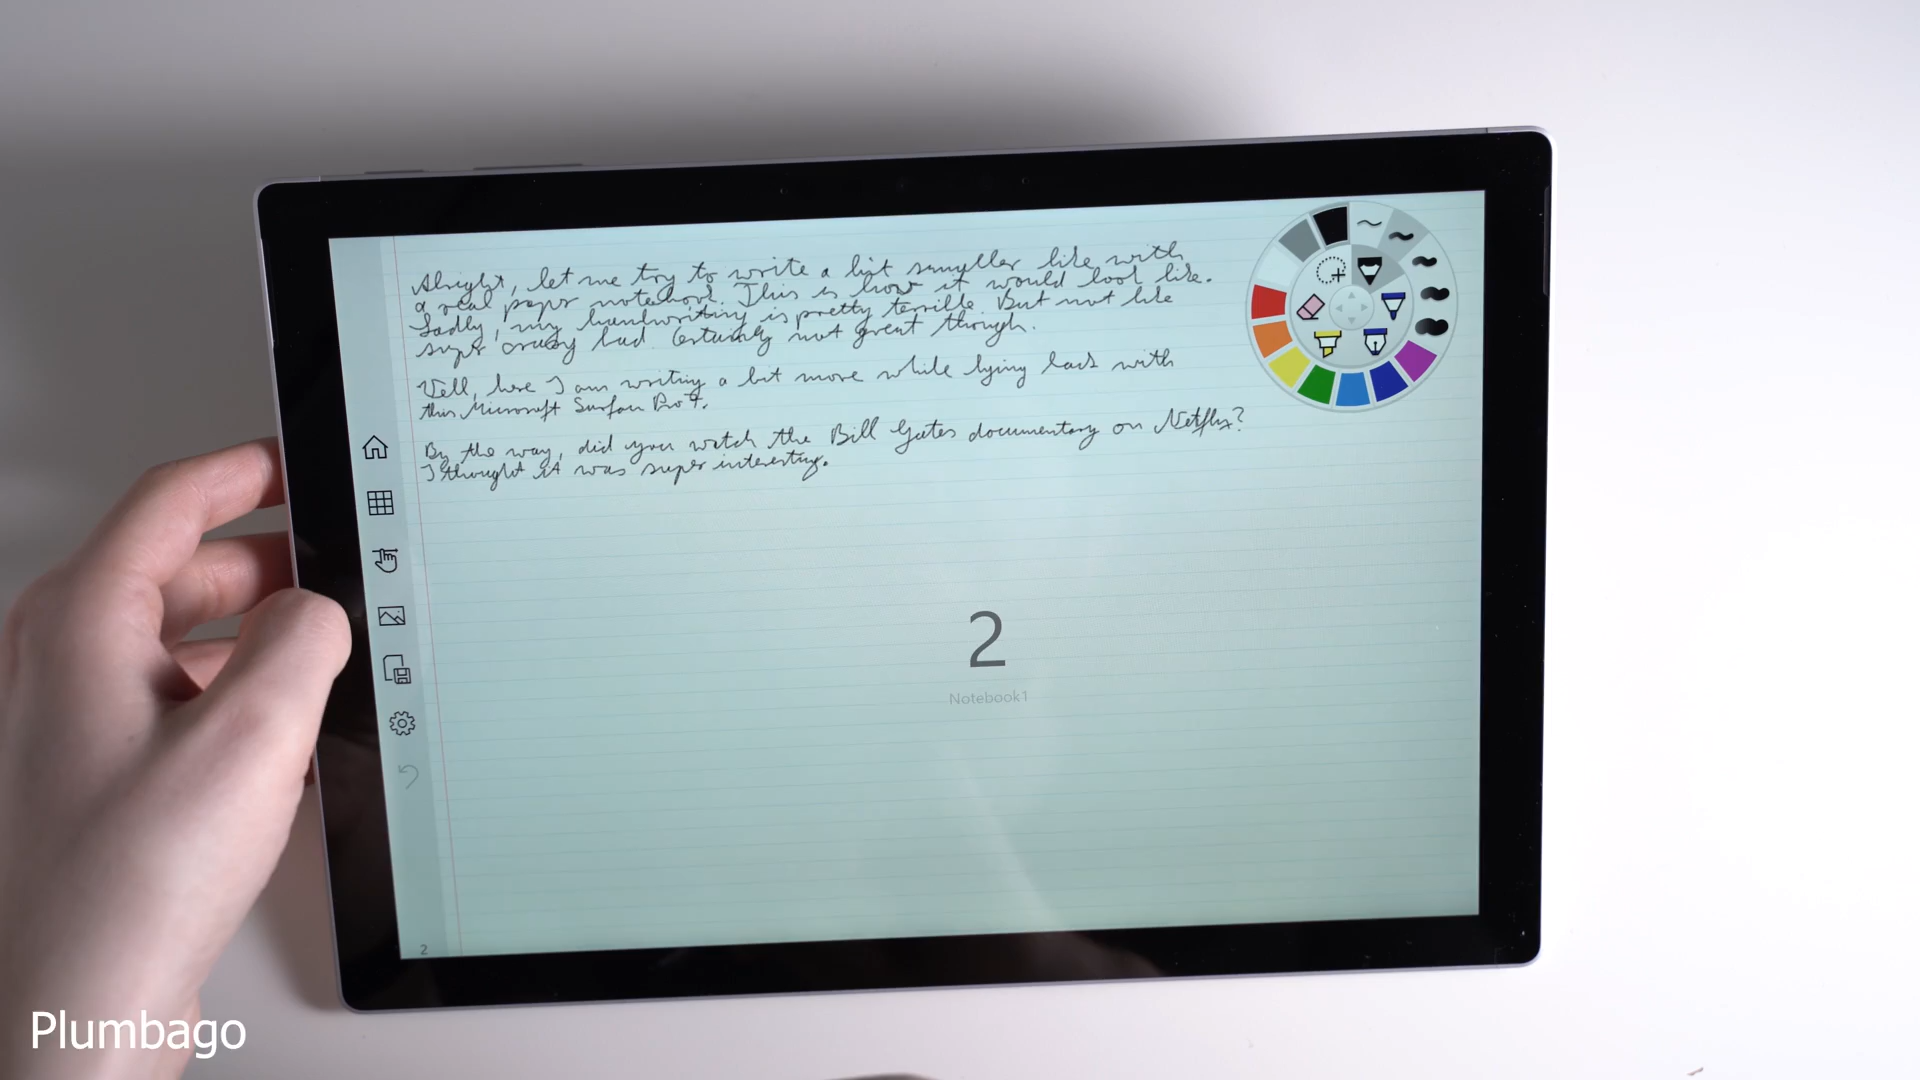 Alright, let me try to write a bit smaller like with
a real paper notebook. This is how it would look like.
Sadly, my handwriting is pretty terrible. But not like
super crazy bad. Certainly not great though.
Well, here I am writing a bit more while lying back with
this Microsoft Surface Pro 7.
By the way, did you watch the Bill Gates documentary on Netflix?
I thought it was super interesting.
2
Notebook1
2
Plumbago